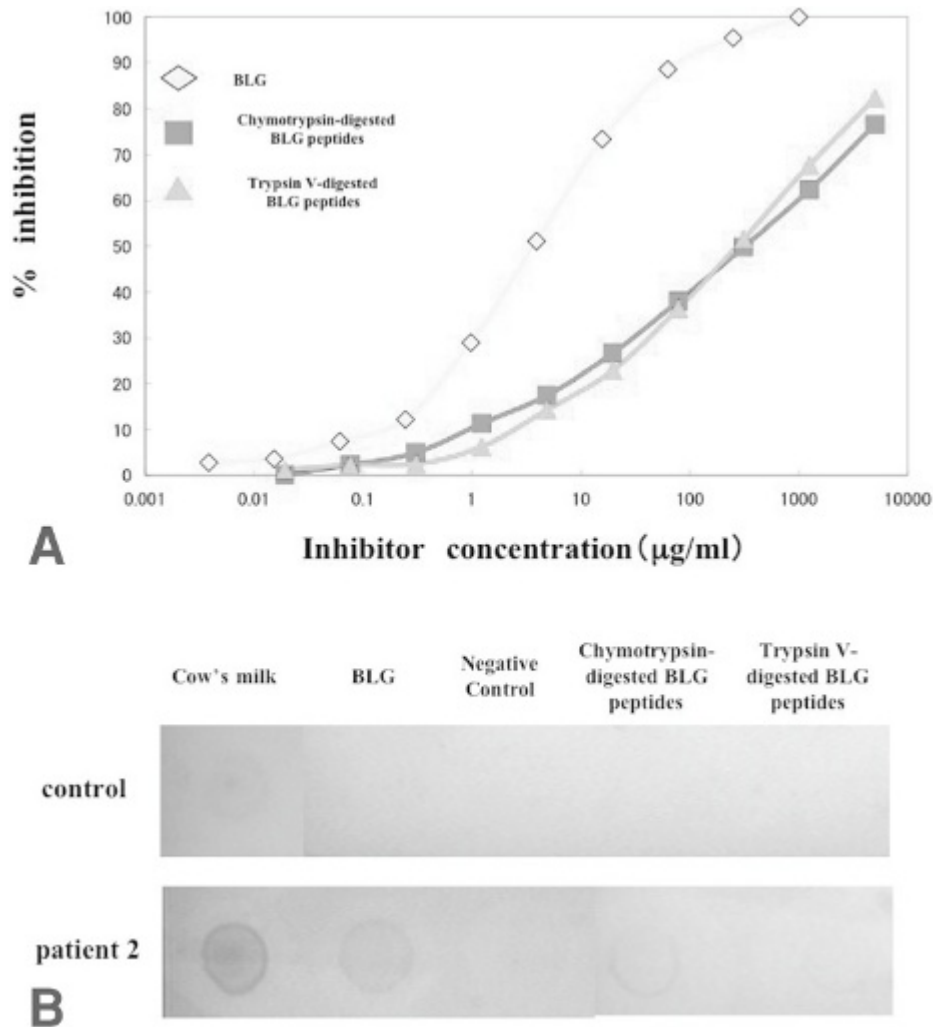 100
90
80
70
60
50
40
30
20
10
0
% inhibition
BLG
Chymotrypsin-digested
BLG peptides
Trypsin V-digested
BLG peptides
0.001 0.01 0.1 1 10 100 1000 10000
Inhibitor concentration(μg/ml)
A
Cow's milk BLG Negative Control Chymotrypsin-digested BLG peptides Trypsin V-digested BLG peptides
control
patient 2
B